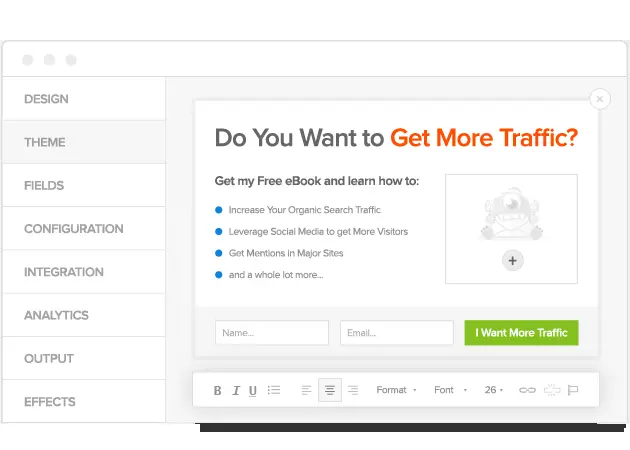 DESIGN
THEME
FIELDS
CONFIGURATION
INTEGRATION
ANALYTICS
OUTPUT
EFFECTS
Do You Want to Get More Traffic?
Get my Free eBook and learn how to:
Increase Your Organic Search Traffic
Leverage Social Media to get More Visitors
Get Mentions in Major Sites
and a whole lot more...
Name... Email... I Want More Traffic
B I U Format Font 26